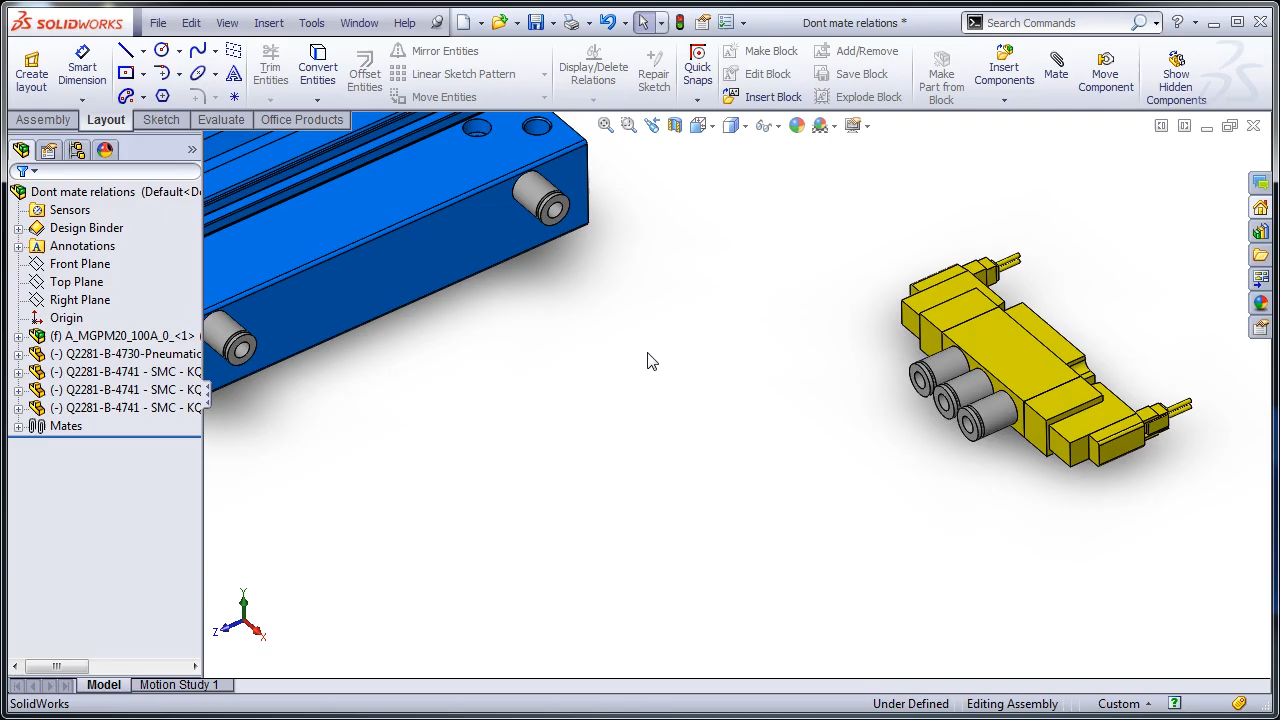 SOLIDWORKS File Edit View Insert Tools Window Help Dont mate relations * Search Commands
Create layout
Smart Dimension
Trim Entities
Convert Entities
Offset Entities
Mirror Entities
Linear Sketch Pattern
Move Entities
Display/Delete Relations
Repair Sketch
Quick Snaps
Make Block
Edit Block
Insert Block
Add/Remove
Save Block
Explode Block
Make Part from Block
Insert Components
Mate
Move Component
Show Hidden Components
Assembly Layout Sketch Evaluate Office Products
Dont mate relations (Default<D
Sensors
Design Binder
Annotations
Front Plane
Top Plane
Right Plane
Origin
(f) A_MGPM20_100A_0_<1> (
(-) Q2281-B-4730-Pneumatic
(-) Q2281-B-4741 - SMC - KQ
(-) Q2281-B-4741 - SMC - KQ
(-) Q2281-B-4741 - SMC - KQ
Mates
Y
Z
X
Model Motion Study 1
SolidWorks Under Defined Editing Assembly Custom